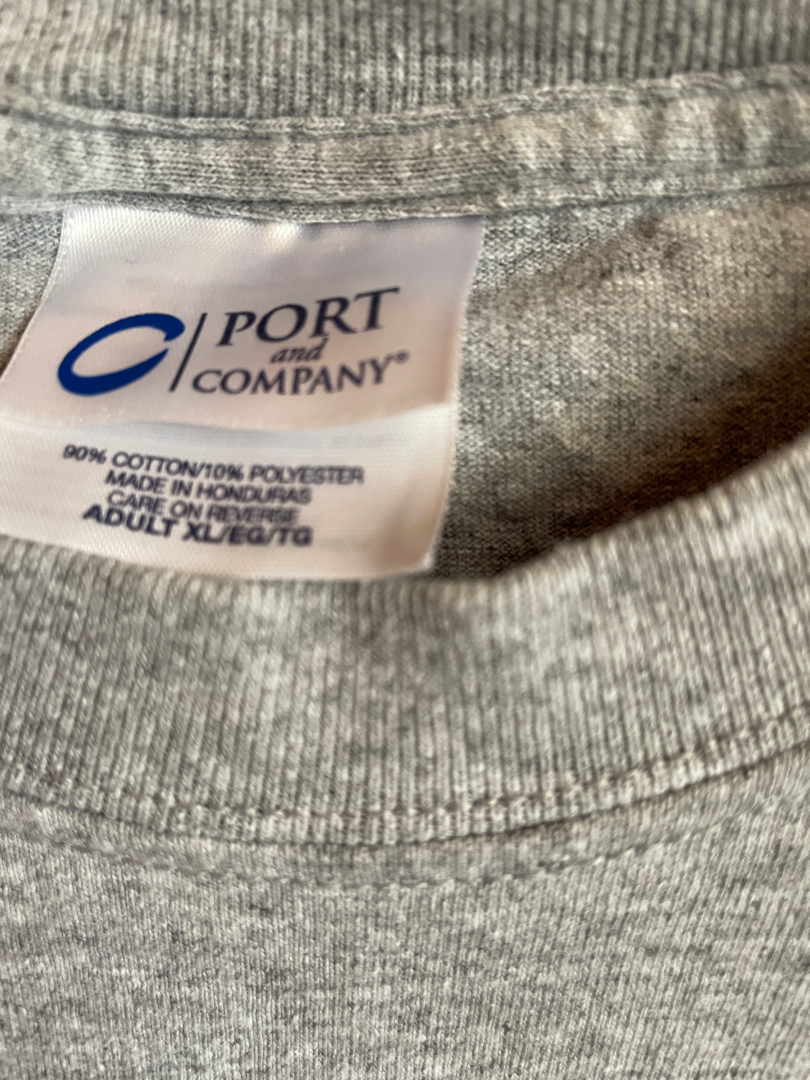 PORT
and
COMPANY®
90% COTTON/10% POLYESTER
MADE IN HONDURAS
CARE ON REVERSE
ADULT XL/EG/TG